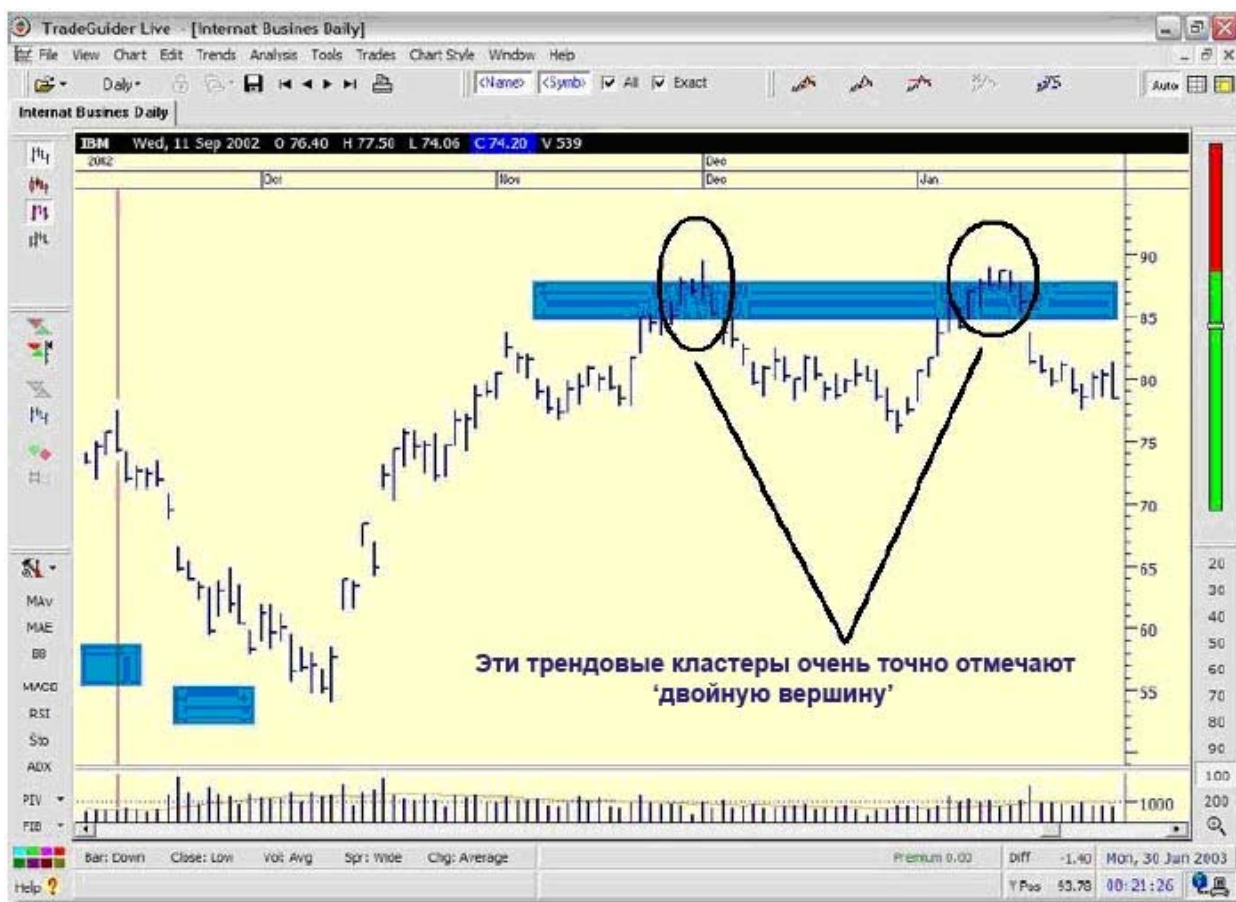 TradeGuider Live - [Internat Busines Daily]
File View Chart Edit Trends Analysis Tools Trades Chart Style Window Help
Daily <Name> <Symb> All Exact Auto
Internat Busines Daily
IBM Wed, 11 Sep 2002 O 76.40 H 77.50 L 74.06 C 74.20 V 539
2002 Dec
Oct Nov Dec Jan
90
85
80
75
70
65
60
55
1000
Эти трендовые кластеры очень точно отмечают
‘двойную вершину’
MAv
MAE
BB
MACD
RSI
Sto
ADX
PIV
FIB
20
30
40
50
60
70
80
90
100
200
Bar: Down Close: Low Vol: Avg Spr: Wide Chg: Average Premium 0.00 Diff -1.40 Mon, 30 Jun 2003
Help Y Pos 53.78 00:21:26